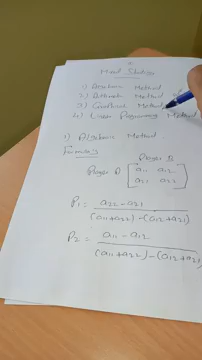 Mixed Strategy
1) Algebraic Method
2) Arithmetic Method
3) Graphical Method
4) Linear Programming Method
1) Algebraic Method
Formulas
Player B
Player A [ a11 a12
a21 a22 ]
P1 = a22 - a21 / (a11 + a22) - (a12 + a21)
P2 = a11 - a12 / (a11 + a22) - (a12 + a21)